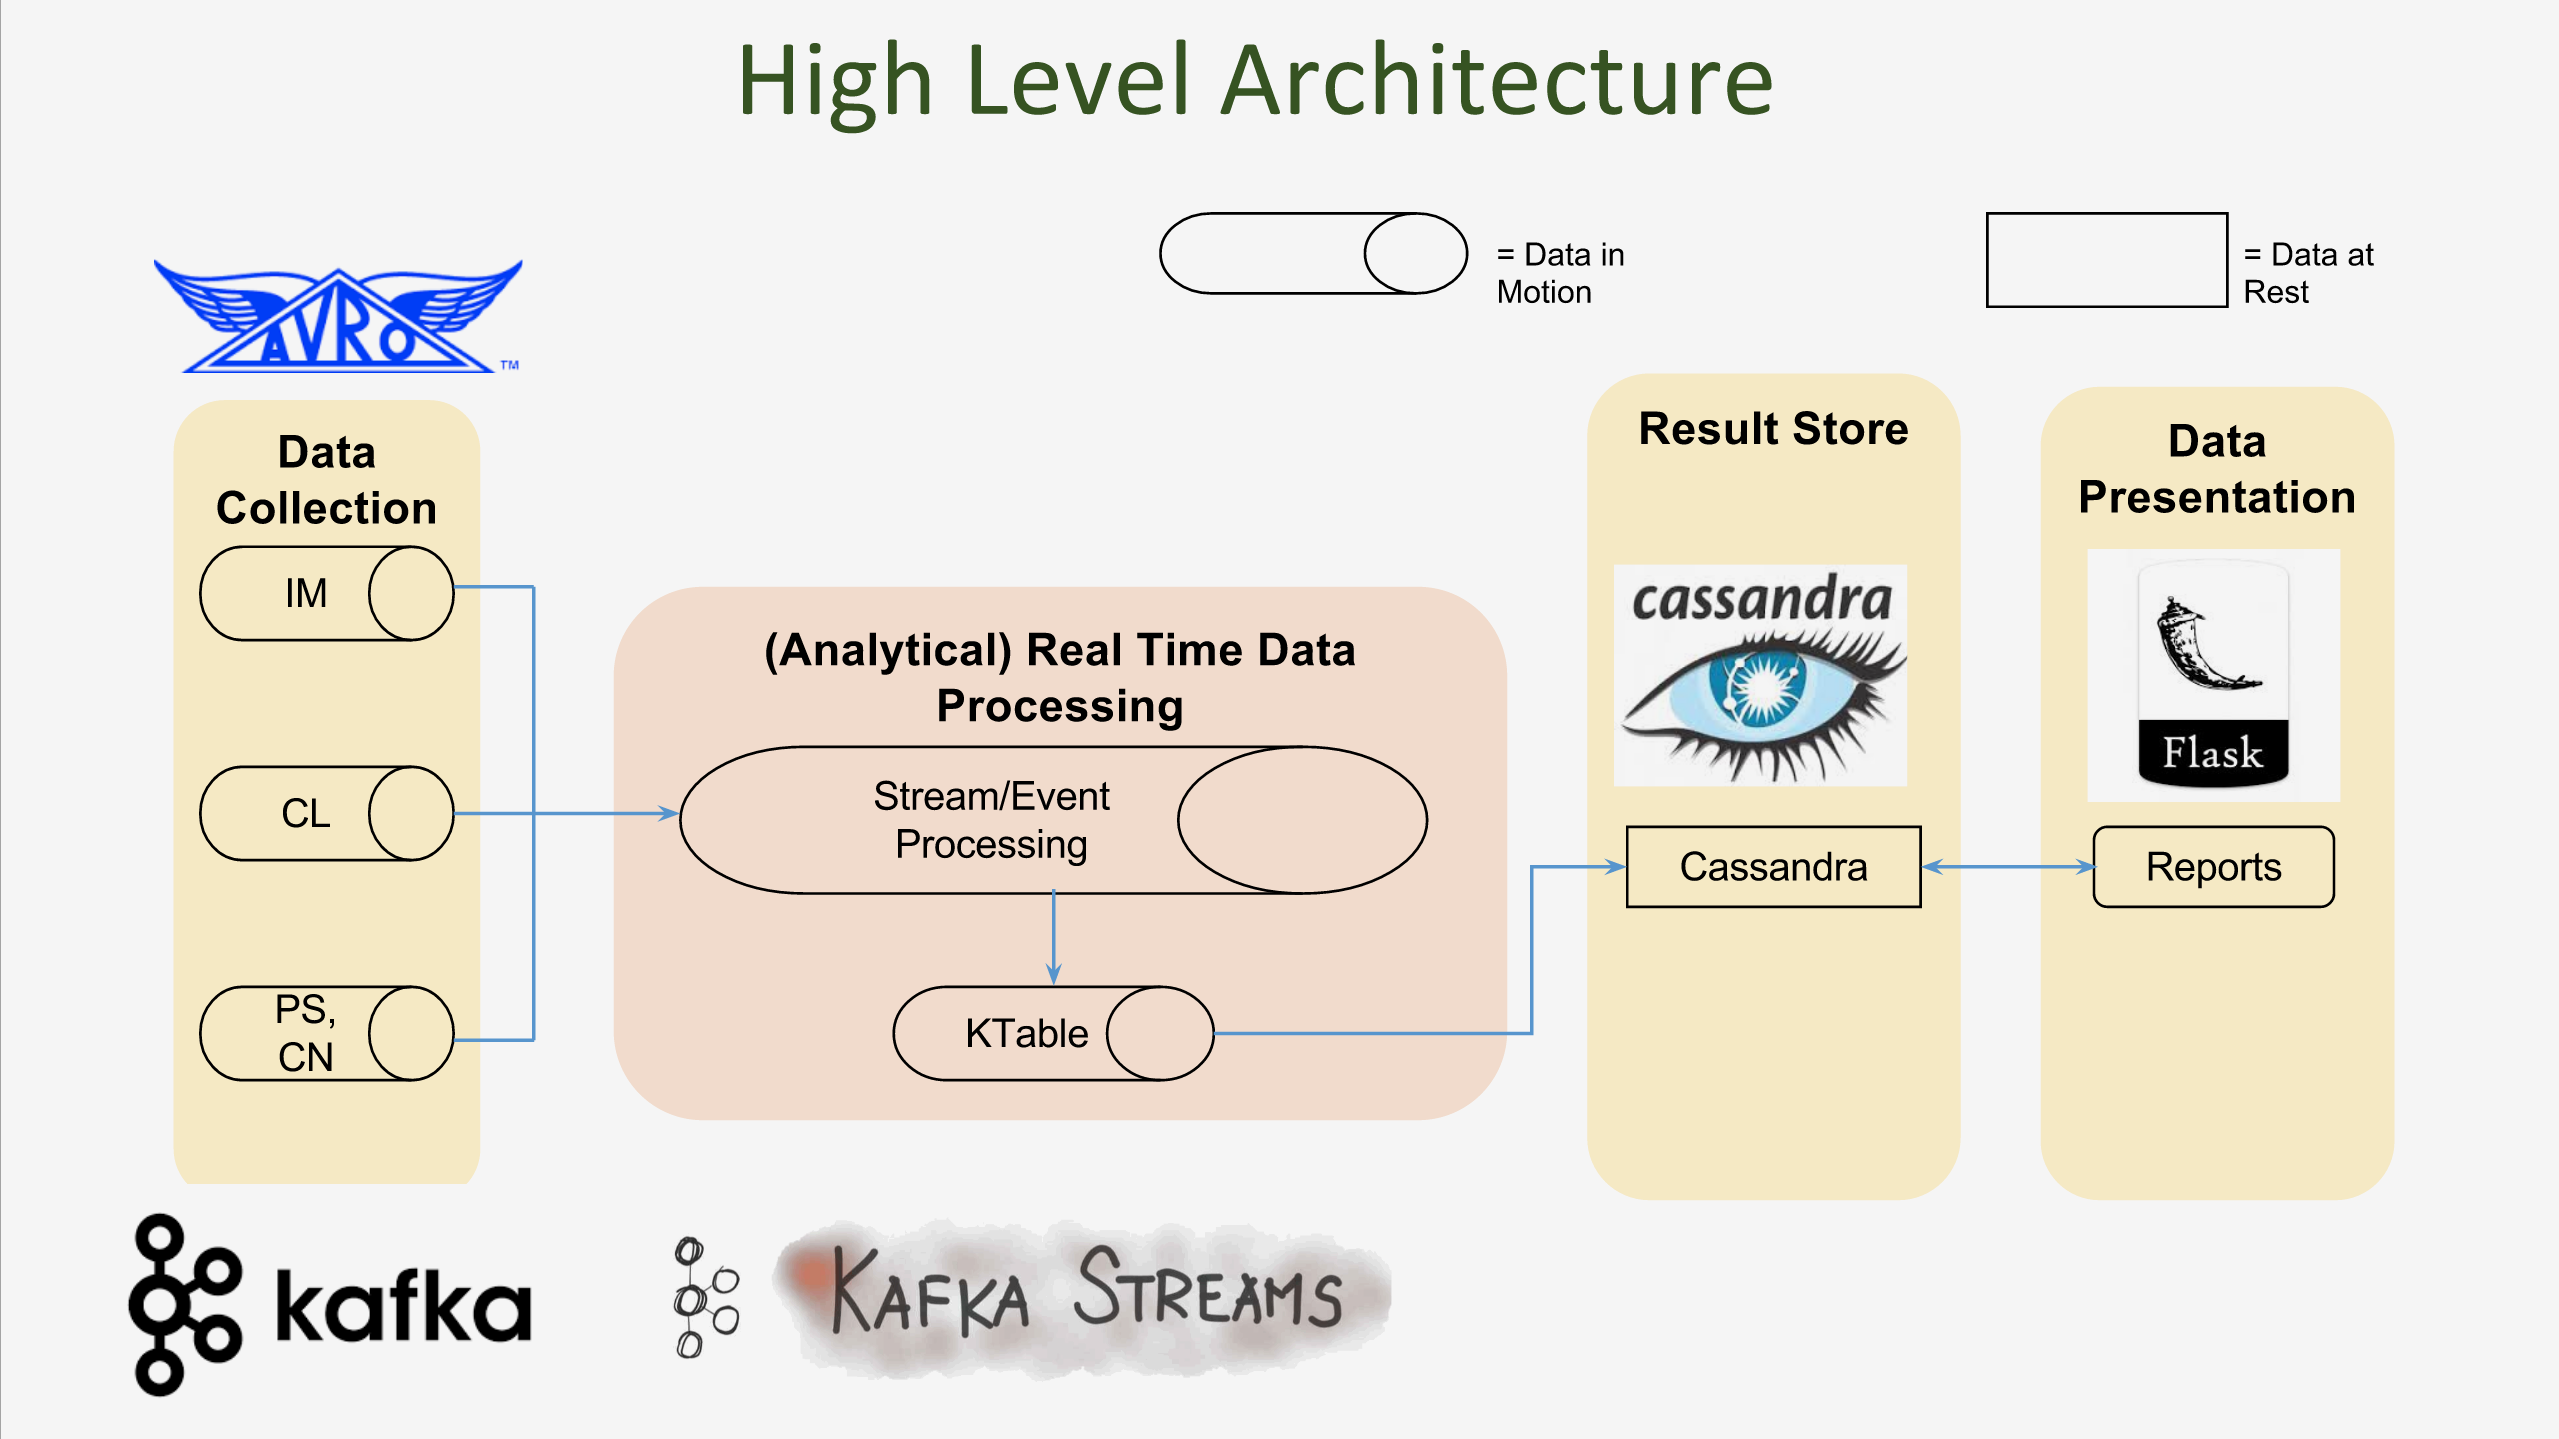 High Level Architecture
= Data in
Motion
= Data at
Rest
AVRO
TM
Data
Collection
IM
CL
PS,
CN
(Analytical) Real Time Data
Processing
Stream/Event
Processing
KTable
Result Store
cassandra
Cassandra
Data
Presentation
Flask
Reports
kafka
KAFKA STREAMS